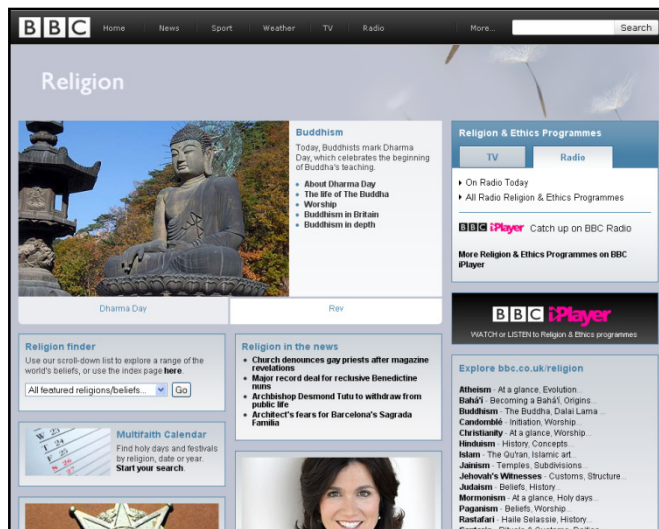 BBC Home News Sport Weather TV Radio More... Search
Religion
Buddhism
Today, Buddhists mark Dharma
Day, which celebrates the beginning
of Buddha's teaching.
About Dharma Day
The life of The Buddha
Worship
Buddhism in Britain
Buddhism in depth
Dharma Day Rev
Religion finder
Use our scroll-down list to explore a range of the
world's beliefs, or use the index page here.
All featured religions/beliefs... Go
Multifaith Calendar
Find holy days and festivals
by religion, date or year.
Start your search.
W 23
T 24
F 25
S 26
Religion in the news
Church denounces gay priests after magazine
revelations
Major record deal for reclusive Benedictine
nuns
Archbishop Desmond Tutu to withdraw from
public life
Architect's fears for Barcelona's Sagrada
Familia
Religion & Ethics Programmes
TV Radio
On Radio Today
All Radio Religion & Ethics Programmes
BBC iPlayer Catch up on BBC Radio
More Religion & Ethics Programmes on BBC
iPlayer
BBC iPlayer
WATCH or LISTEN to Religion & Ethics programmes
Explore bbc.co.uk/religion
Atheism - At a glance, Evolution...
Bahá'í - Becoming a Bahá'í, Origins...
Buddhism - The Buddha, Dalai Lama ...
Candomblé - Initiation, Worship...
Christianity - At a glance, Worship...
Hinduism - History, Concepts...
Islam - The Qu'ran, Islamic art...
Jainism - Temples, Subdivisions...
Jehovah's Witnesses - Customs, Structure...
Judaism - Beliefs, History...
Mormonism - At a glance, Holy days...
Paganism - Beliefs, Worship...
Rastafari - Haile Selassie, History...